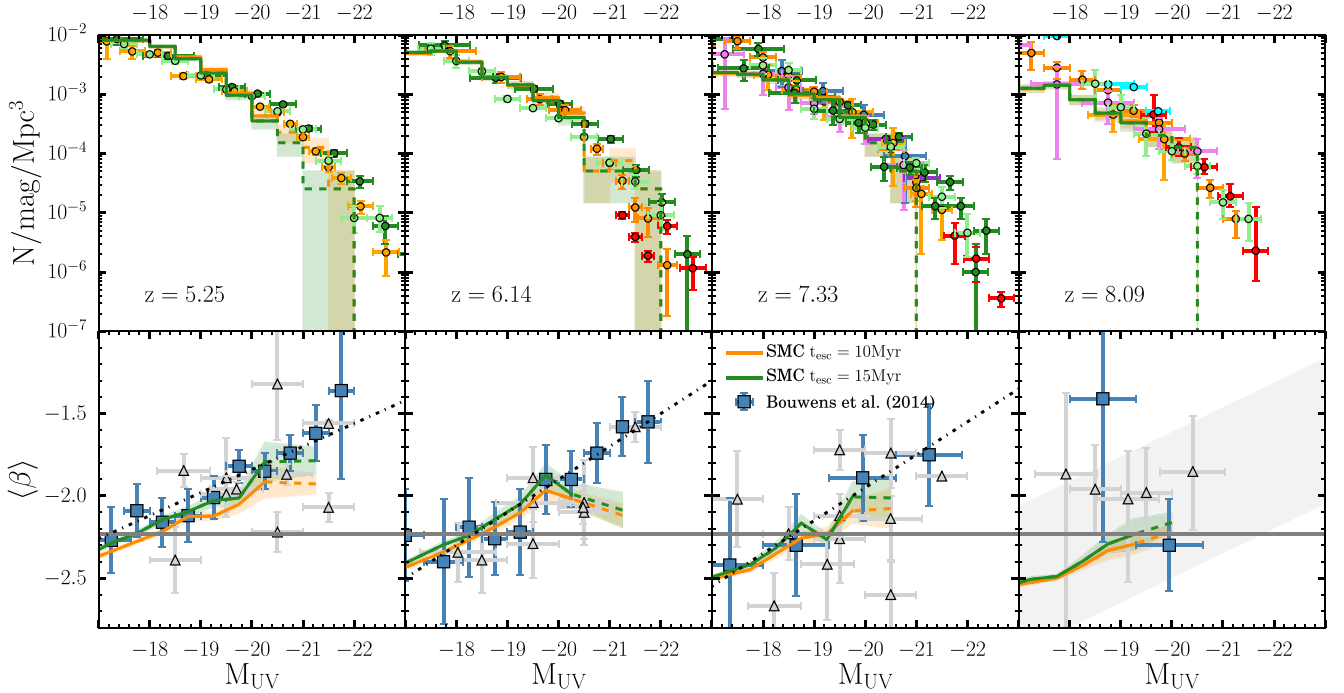 −18 −19 −20 −21 −22 −18 −19 −20 −21 −22 −18 −19 −20 −21 −22 −18 −19 −20 −21 −22
N/mag/Mpc³
10⁻²
10⁻³
10⁻⁴
10⁻⁵
10⁻⁶
10⁻⁷
z = 5.25 z = 6.14 z = 7.33 z = 8.09
⟨β⟩
−1.5
−2.0
−2.5
SMC t_esc = 10Myr
SMC t_esc = 15Myr
Bouwens et al. (2014)
−18 −19 −20 −21 −22 −18 −19 −20 −21 −22 −18 −19 −20 −21 −22 −18 −19 −20 −21 −22
M_UV M_UV M_UV M_UV